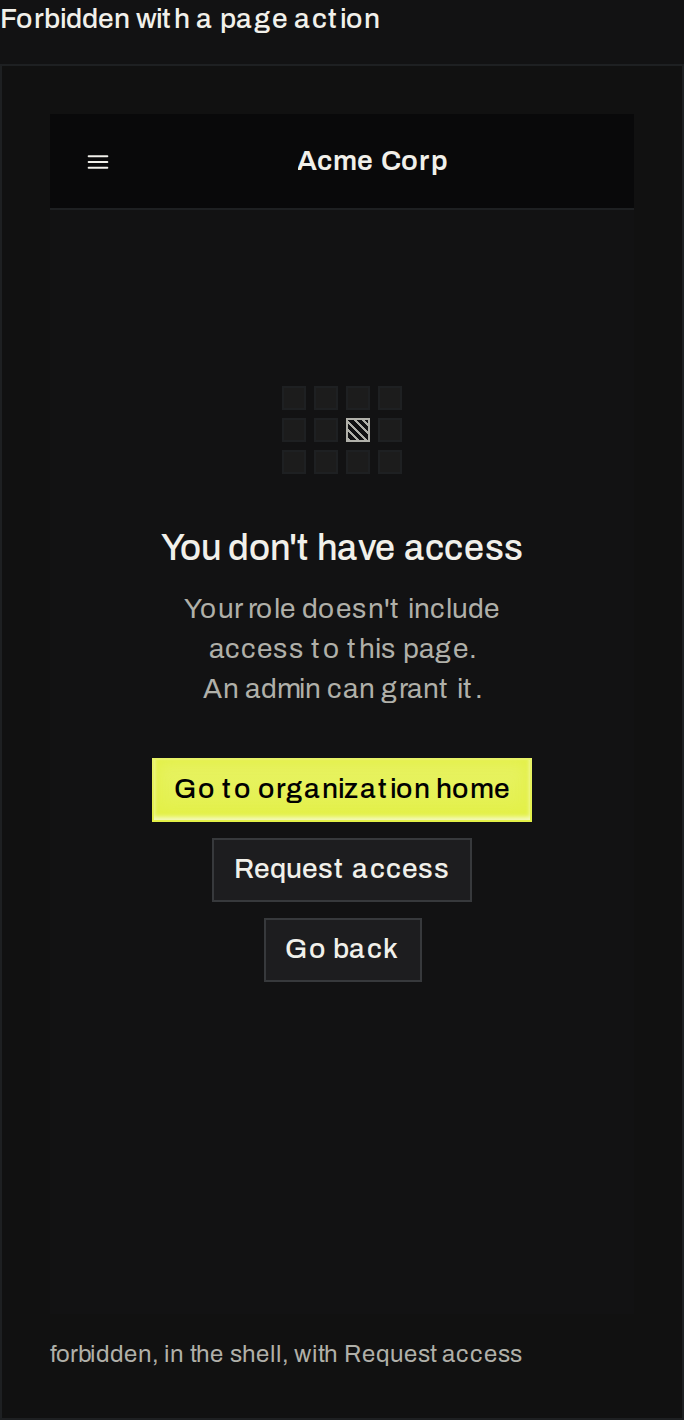 Forbidden with a page action
Acme Corp
You don't have access
Your role doesn't include
access to this page.
An admin can grant it.
Go to organization home
Request access
Go back
forbidden, in the shell, with Request access